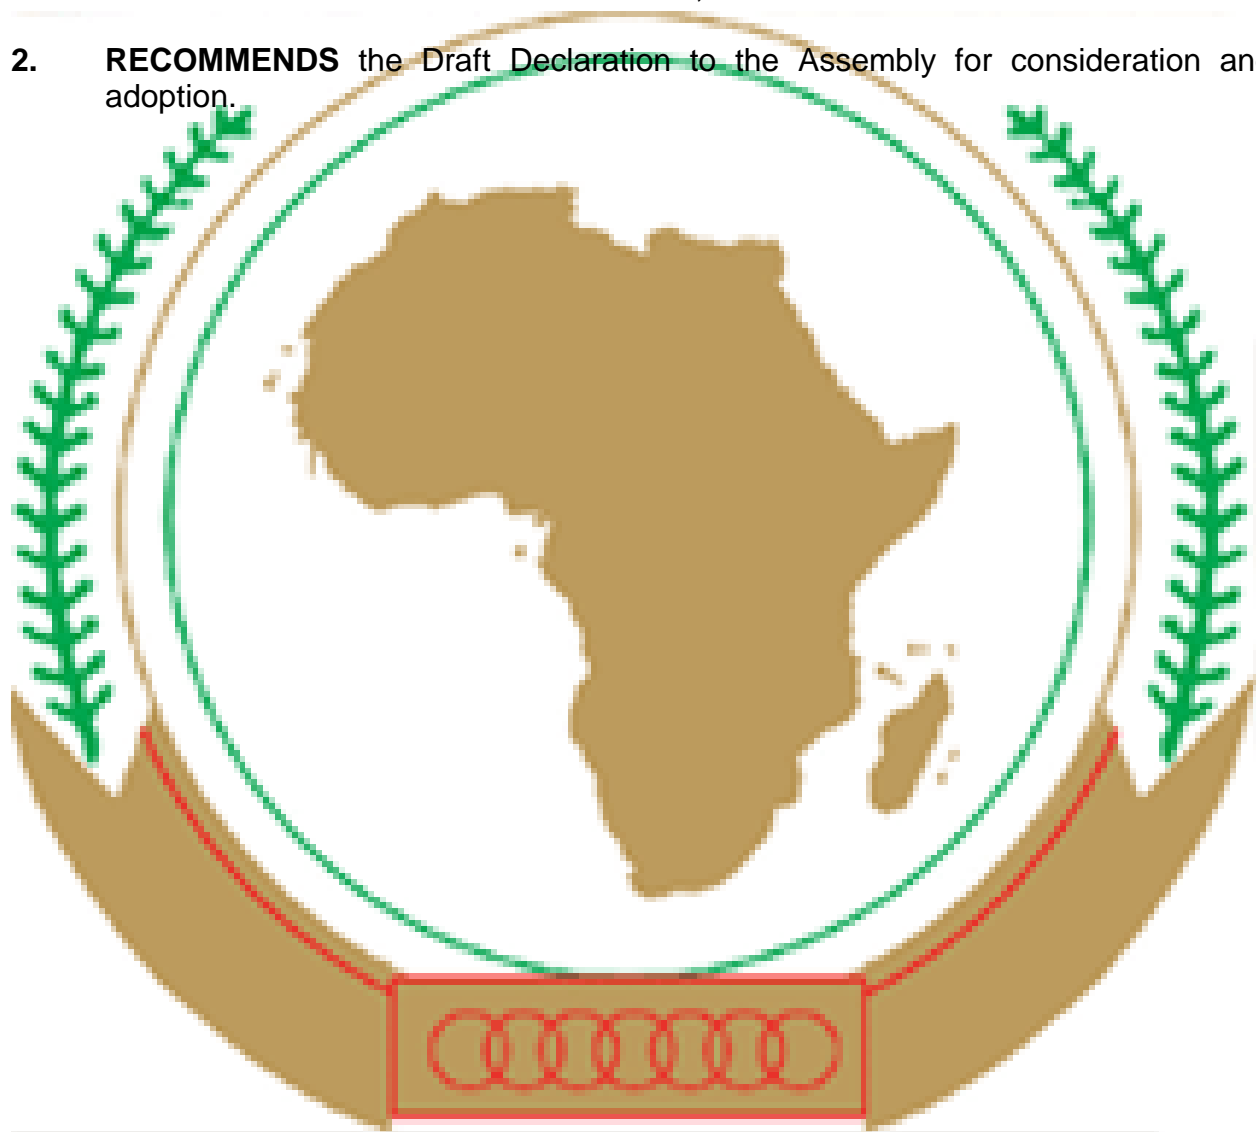 2. RECOMMENDS the Draft Declaration to the Assembly for consideration an
adoption.